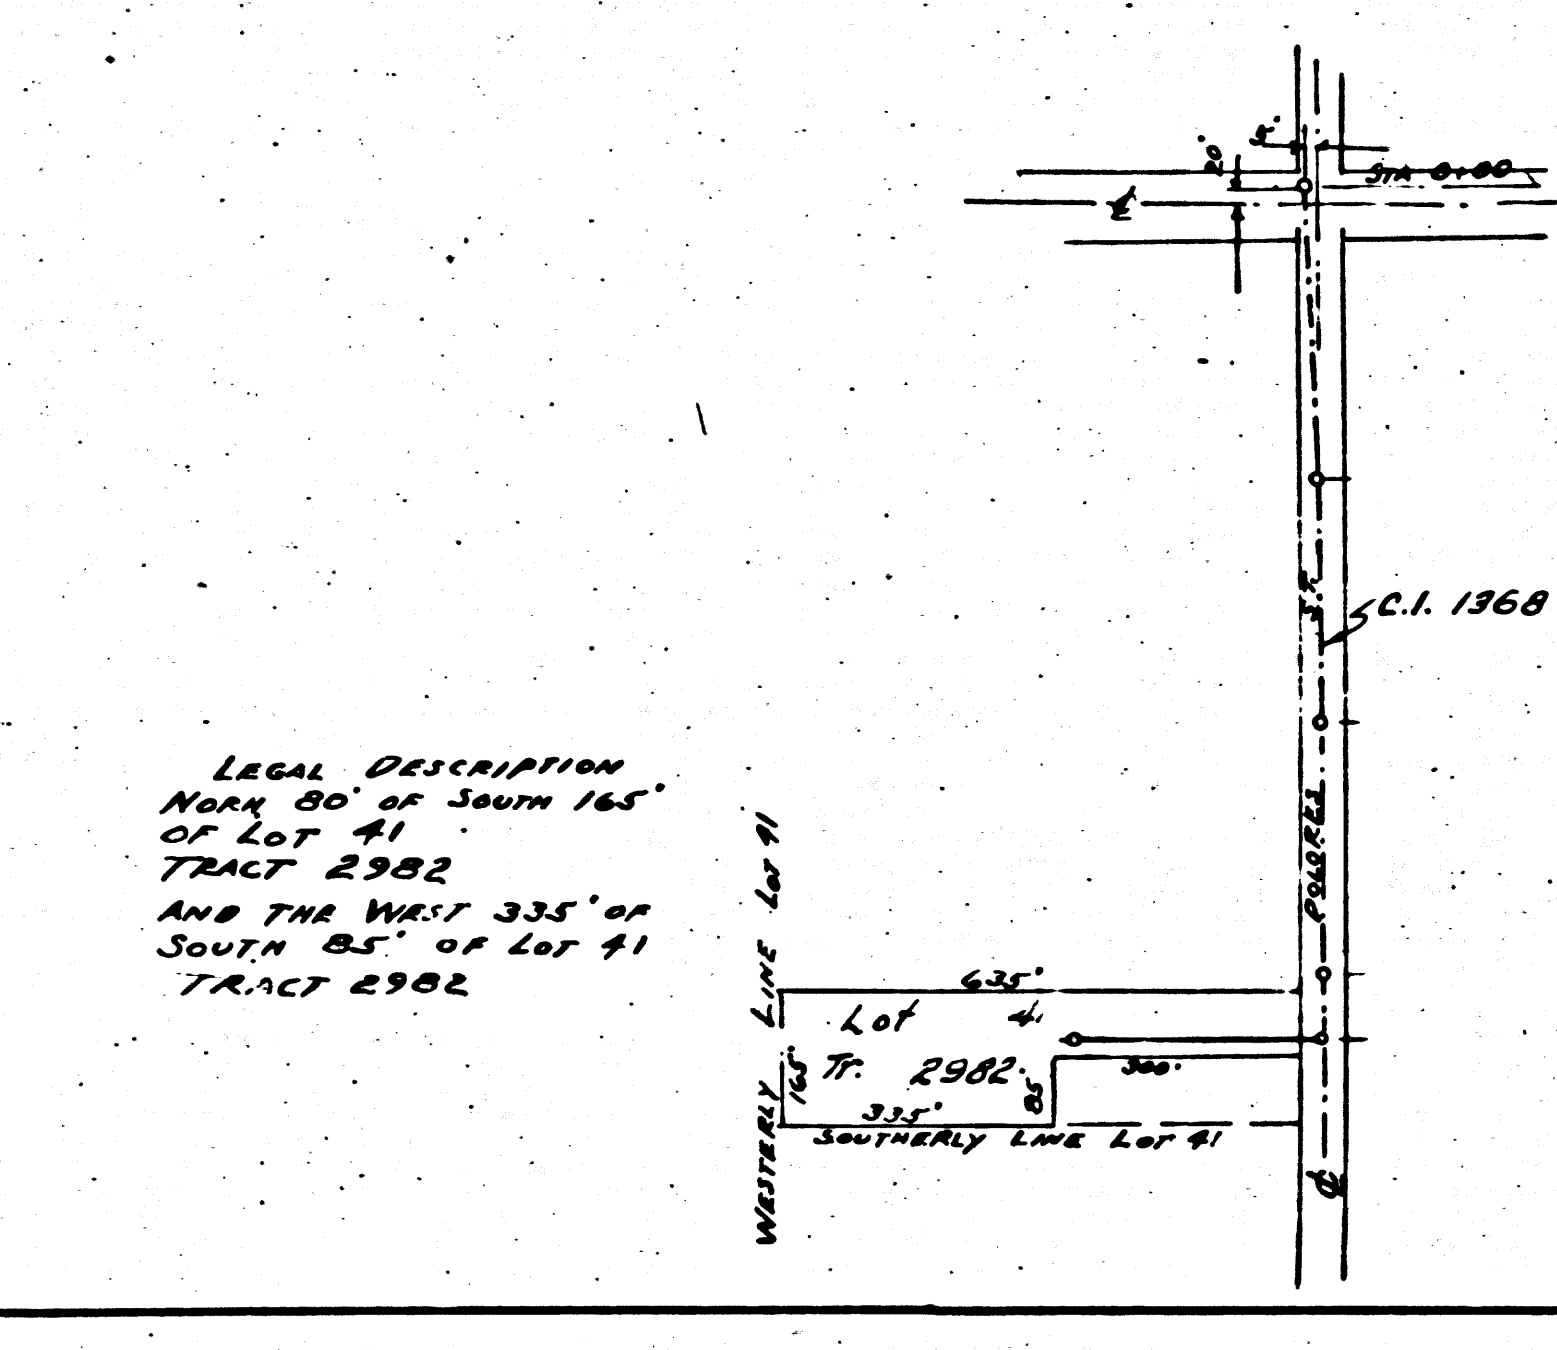 5'
20'
STA 0+00
℄
ST.
C.I. 1368
LEGAL DESCRIPTION
NORH 80' OF SOUTH 165'
OF LOT 41
TRACT 2982
AND THE WEST 335' OF
SOUTH 85' OF LOT 41
TRACT 2982
DOLORES
WESTERLY LINE LOT 41
635'
Lot 41
165'
Tr. 2982
85'
300'
335'
SOUTHERLY LINE LOT 41
℄